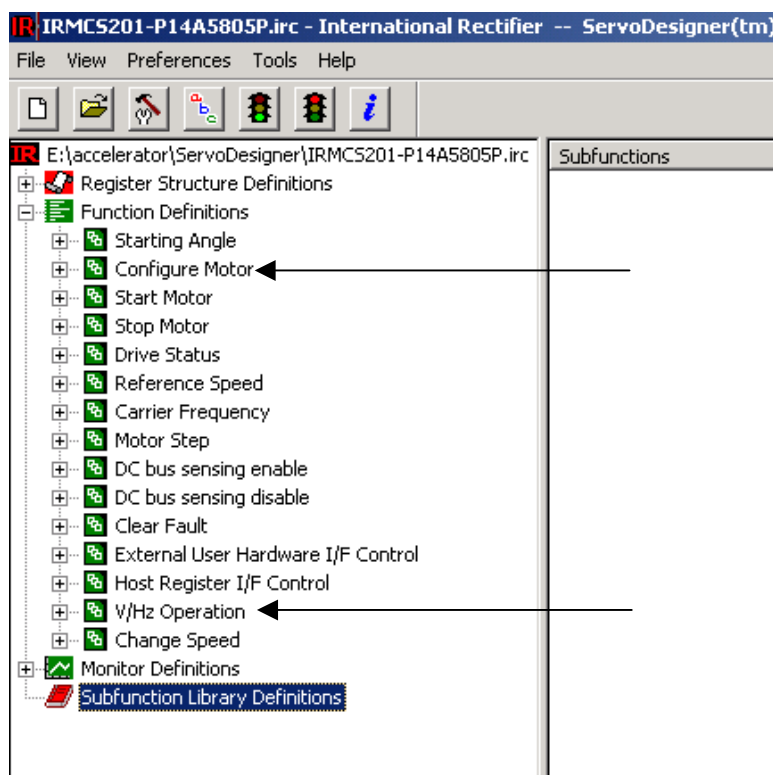 IR IRMCS201-P14A5805P.irc - International Rectifier -- ServoDesigner(tm)
File View Preferences Tools Help
a b c i
IR E:\accelerator\ServoDesigner\IRMCS201-P14A5805P.irc
Subfunctions
Register Structure Definitions
Function Definitions
Starting Angle
Configure Motor
Start Motor
Stop Motor
Drive Status
Reference Speed
Carrier Frequency
Motor Step
DC bus sensing enable
DC bus sensing disable
Clear Fault
External User Hardware I/F Control
Host Register I/F Control
V/Hz Operation
Change Speed
Monitor Definitions
Subfunction Library Definitions